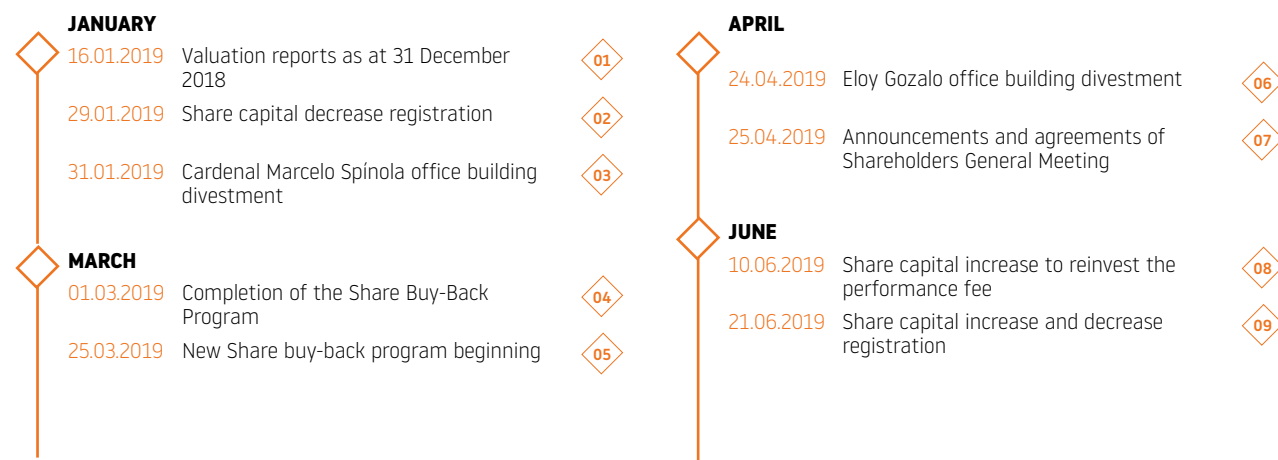 JANUARY
16.01.2019 Valuation reports as at 31 December 01
2018
29.01.2019 Share capital decrease registration 02
31.01.2019 Cardenal Marcelo Spínola office building 03
divestment
MARCH
01.03.2019 Completion of the Share Buy-Back 04
Program
25.03.2019 New Share buy-back program beginning 05
APRIL
24.04.2019 Eloy Gozalo office building divestment 06
25.04.2019 Announcements and agreements of 07
Shareholders General Meeting
JUNE
10.06.2019 Share capital increase to reinvest the 08
performance fee
21.06.2019 Share capital increase and decrease 09
registration